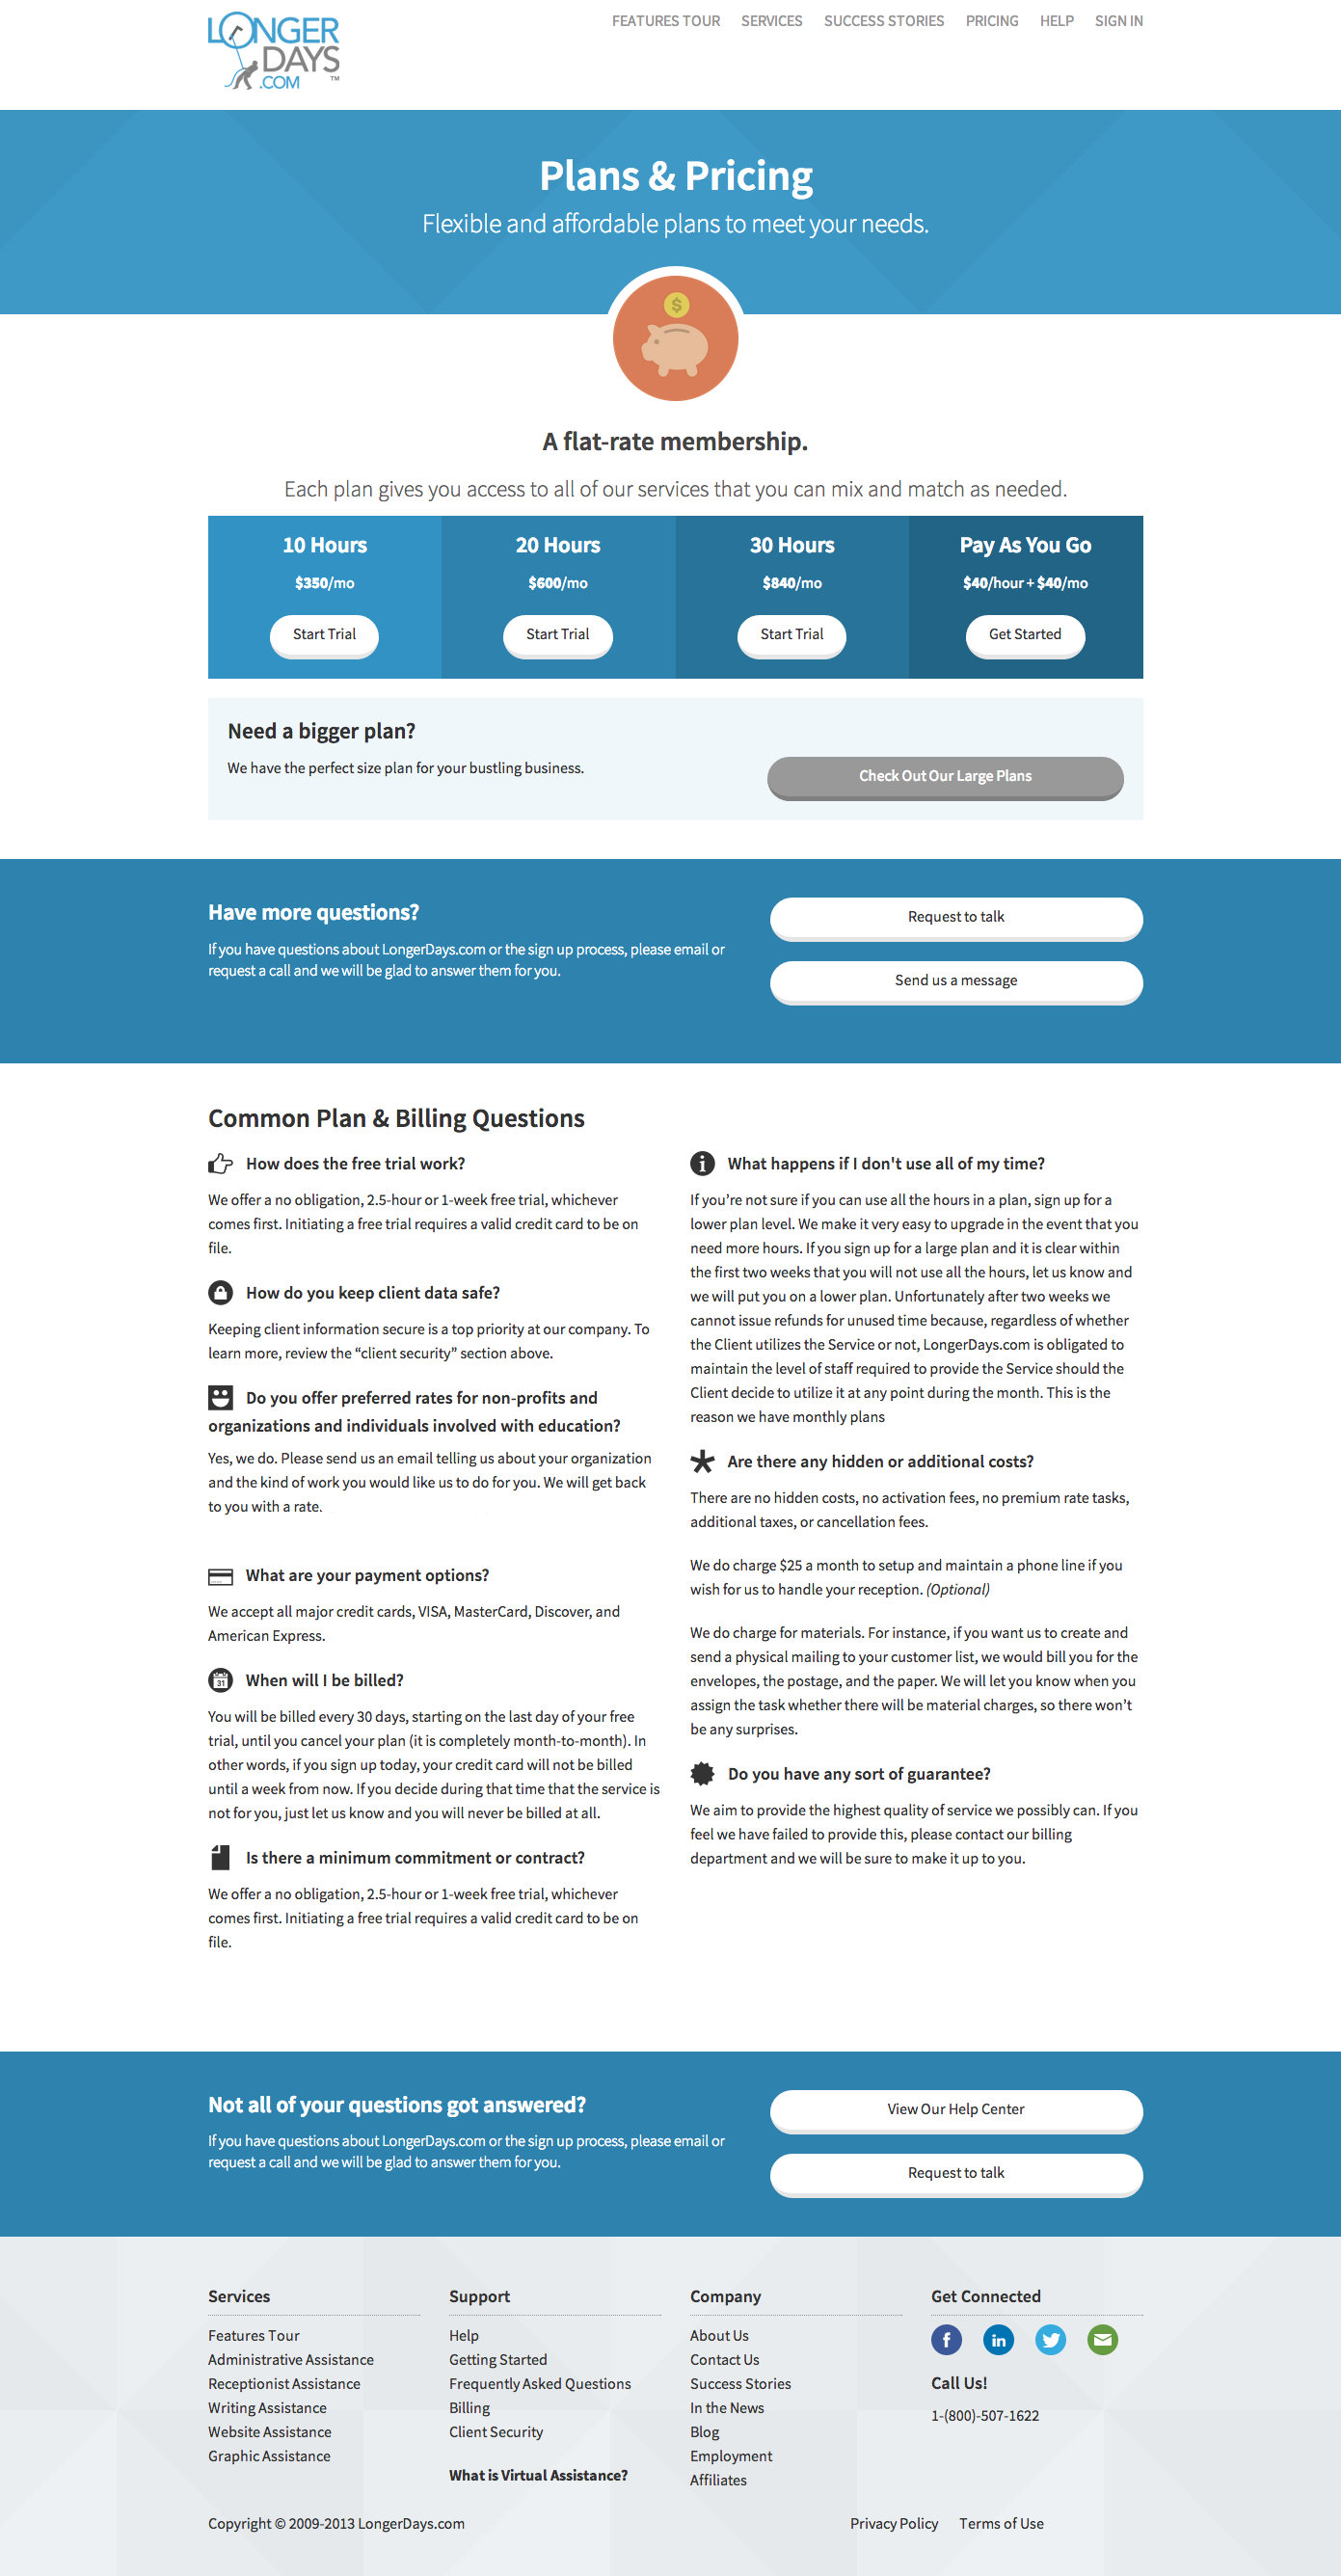 LONGER
DAYS
.COM ™
FEATURES TOUR SERVICES SUCCESS STORIES PRICING HELP SIGN IN
Plans & Pricing
Flexible and affordable plans to meet your needs.
$
A flat-rate membership.
Each plan gives you access to all of our services that you can mix and match as needed.
10 Hours
$350/mo
Start Trial
20 Hours
$600/mo
Start Trial
30 Hours
$840/mo
Start Trial
Pay As You Go
$40/hour + $40/mo
Get Started
Need a bigger plan?
We have the perfect size plan for your bustling business.
Check Out Our Large Plans
Have more questions?
If you have questions about LongerDays.com or the sign up process, please email or
request a call and we will be glad to answer them for you.
Request to talk
Send us a message
Common Plan & Billing Questions
How does the free trial work?
We offer a no obligation, 2.5-hour or 1-week free trial, whichever
comes first. Initiating a free trial requires a valid credit card to be on
file.
How do you keep client data safe?
Keeping client information secure is a top priority at our company. To
learn more, review the “client security” section above.
Do you offer preferred rates for non-profits and
organizations and individuals involved with education?
Yes, we do. Please send us an email telling us about your organization
and the kind of work you would like us to do for you. We will get back
to you with a rate.
What are your payment options?
We accept all major credit cards, VISA, MasterCard, Discover, and
American Express.
31
When will I be billed?
You will be billed every 30 days, starting on the last day of your free
trial, until you cancel your plan (it is completely month-to-month). In
other words, if you sign up today, your credit card will not be billed
until a week from now. If you decide during that time that the service is
not for you, just let us know and you will never be billed at all.
Is there a minimum commitment or contract?
We offer a no obligation, 2.5-hour or 1-week free trial, whichever
comes first. Initiating a free trial requires a valid credit card to be on
file.
What happens if I don't use all of my time?
If you’re not sure if you can use all the hours in a plan, sign up for a
lower plan level. We make it very easy to upgrade in the event that you
need more hours. If you sign up for a large plan and it is clear within
the first two weeks that you will not use all the hours, let us know and
we will put you on a lower plan. Unfortunately after two weeks we
cannot issue refunds for unused time because, regardless of whether
the Client utilizes the Service or not, LongerDays.com is obligated to
maintain the level of staff required to provide the Service should the
Client decide to utilize it at any point during the month. This is the
reason we have monthly plans
Are there any hidden or additional costs?
There are no hidden costs, no activation fees, no premium rate tasks,
additional taxes, or cancellation fees.
We do charge $25 a month to setup and maintain a phone line if you
wish for us to handle your reception. (Optional)
We do charge for materials. For instance, if you want us to create and
send a physical mailing to your customer list, we would bill you for the
envelopes, the postage, and the paper. We will let you know when you
assign the task whether there will be material charges, so there won’t
be any surprises.
Do you have any sort of guarantee?
We aim to provide the highest quality of service we possibly can. If you
feel we have failed to provide this, please contact our billing
department and we will be sure to make it up to you.
Not all of your questions got answered?
If you have questions about LongerDays.com or the sign up process, please email or
request a call and we will be glad to answer them for you.
View Our Help Center
Request to talk
Services
Features Tour
Administrative Assistance
Receptionist Assistance
Writing Assistance
Website Assistance
Graphic Assistance
Support
Help
Getting Started
Frequently Asked Questions
Billing
Client Security
What is Virtual Assistance?
Company
About Us
Contact Us
Success Stories
In the News
Blog
Employment
Affiliates
Get Connected
f in
Call Us!
1-(800)-507-1622
Copyright © 2009-2013 LongerDays.com
Privacy Policy Terms of Use